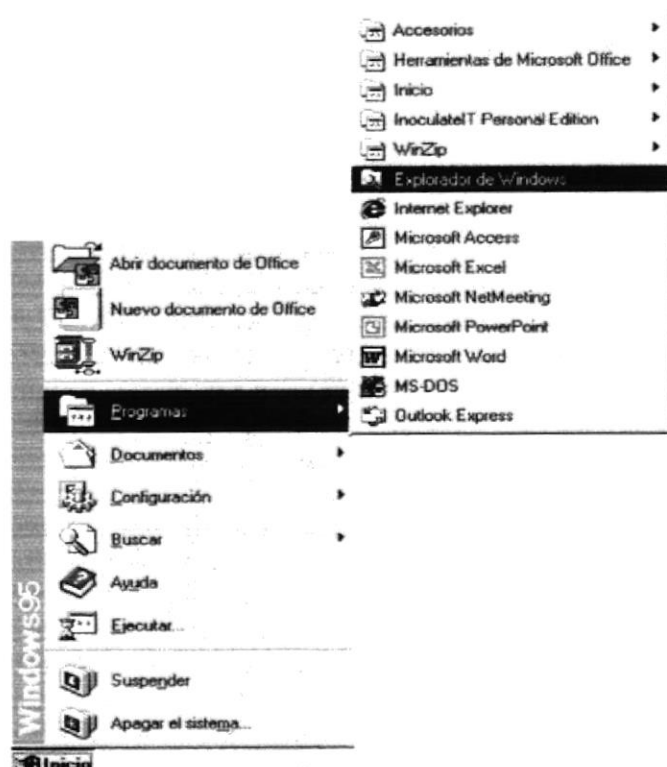 Accesorios
Herramientas de Microsoft Office
Inicio
InoculateIT Personal Edition
WinZip
Explorador de Windows
Internet Explorer
Microsoft Access
Microsoft Excel
Microsoft NetMeeting
Microsoft PowerPoint
Microsoft Word
MS-DOS
Outlook Express
Abrir documento de Office
Nuevo documento de Office
WinZip
Programas
Documentos
Configuración
Buscar
Ayuda
Ejecutar...
Suspender
Apagar el sistema...
Windows95
Inicio